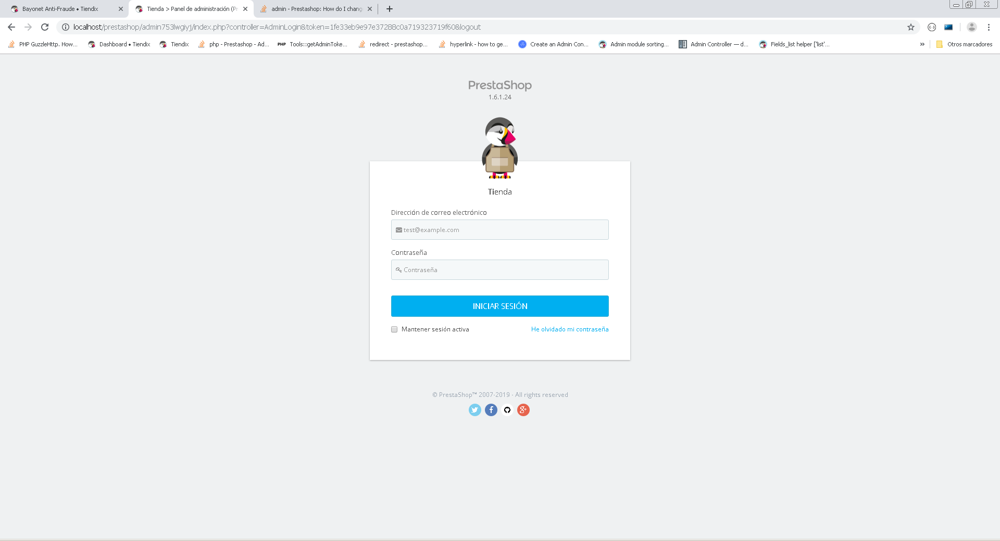 Bayonet Anti-Fraude • Tiendix
Tienda > Panel de administración (Pr
admin - Prestashop: How do I chang
localhost/prestashop/admin753lwgiyj/index.php?controller=AdminLogin&token=1fe33eb9e97e37288c0a719323719f60&logout
PHP GuzzleHttp. How...
Dashboard • Tiendix
Tiendix
php - Prestashop - Ad...
PHP Tools::getAdminToke...
redirect - prestashop...
hyperlink - how to ge...
Create an Admin Con...
Admin module sorting...
Admin Controller — d...
Fields_list helper ['list'...
»
Otros marcadores
PrestaShop
1.6.1.24
Tienda
Dirección de correo electrónico
test@example.com
Contraseña
Contraseña
INICIAR SESIÓN
Mantener sesión activa
He olvidado mi contraseña
© PrestaShop™ 2007-2019 - All rights reserved